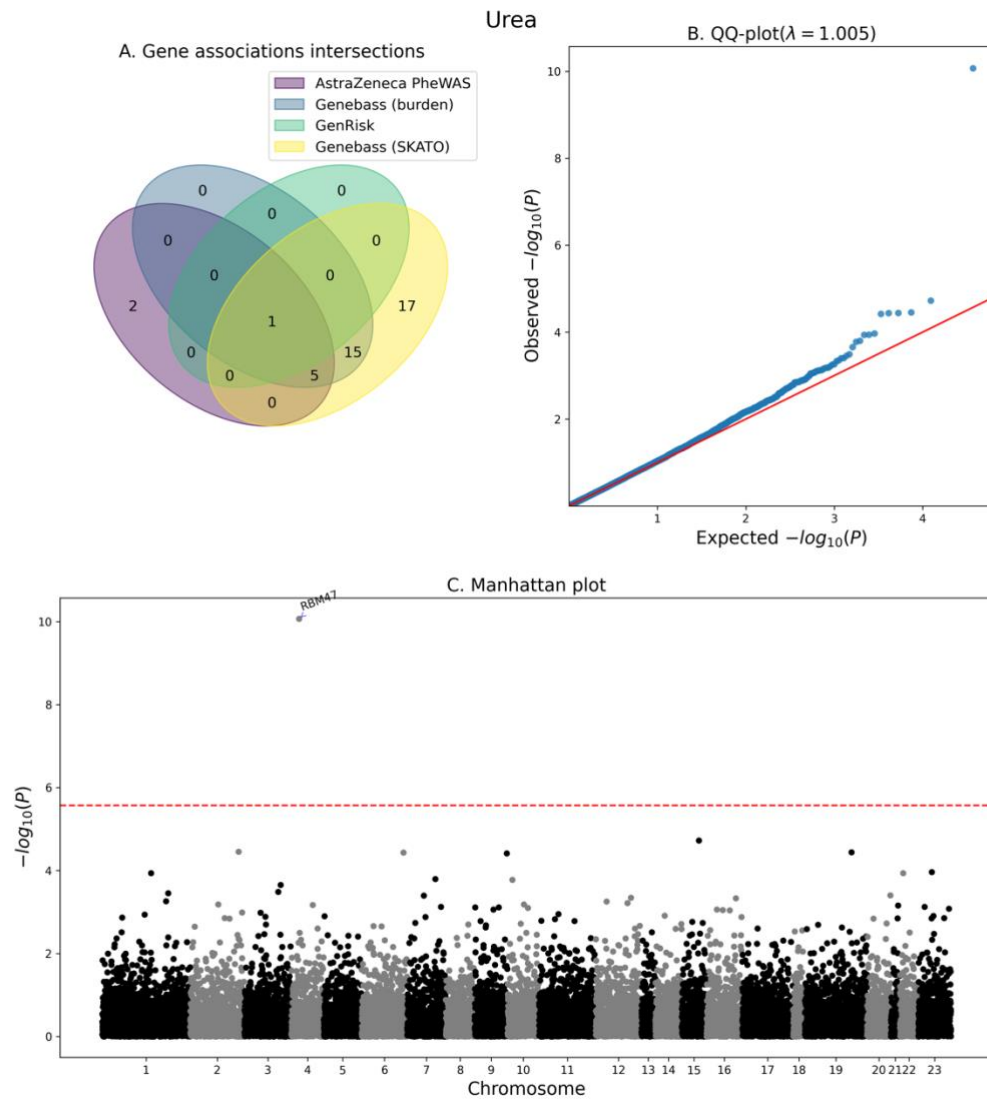 Urea
A. Gene associations intersections
AstraZeneca PheWAS
Genebass (burden)
GenRisk
Genebass (SKATO)
0
0
0
0
0
0
0
2
17
1
0
15
0
5
0
B. QQ-plot(λ = 1.005)
Observed −log₁₀(P)
10
8
6
4
2
1
2
3
4
Expected −log₁₀(P)
C. Manhattan plot
RBM47
−log₁₀(P)
10
8
6
4
2
0
1 2 3 4 5 6 7 8 9 10 11 12 13 14 15 16 17 18 19 20 21 22 23
Chromosome